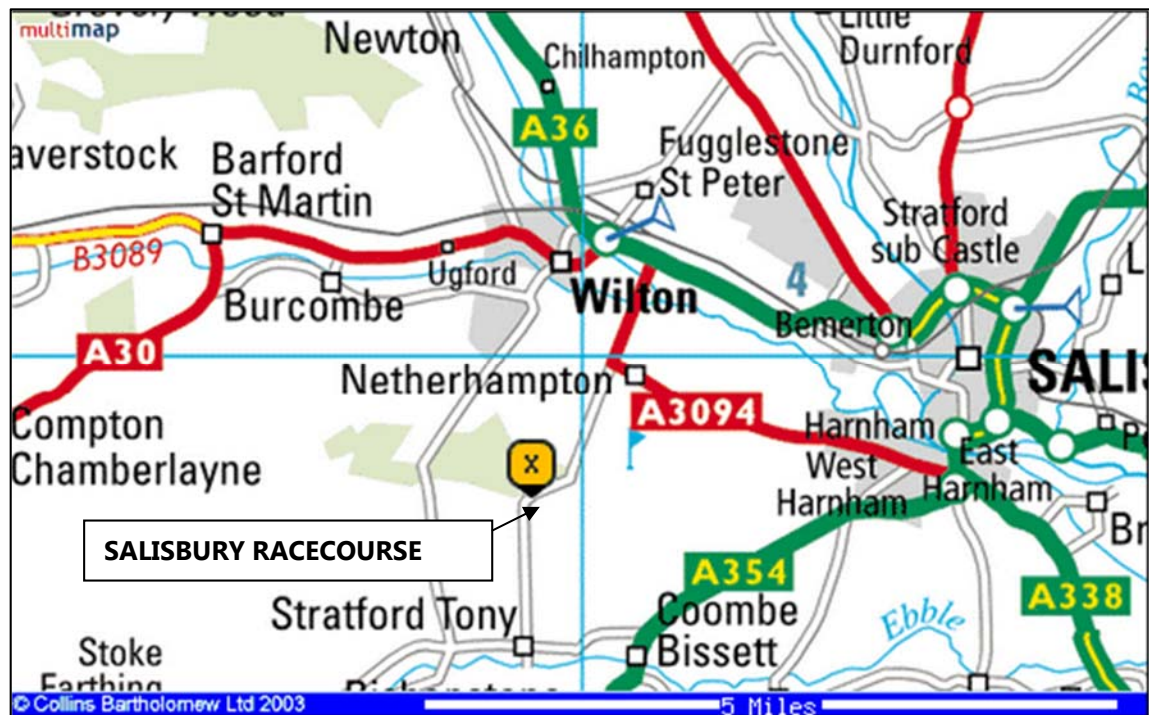 multimap
Newton
Chilhampton
Little
Durnford
A36
Fugglestone
St Peter
Barford
St Martin
Stratford
sub Castle
B3089
Ugford
4
Burcombe
Wilton
Bemerton
A30
Netherhampton
SALIS
A3094
Compton
Chamberlayne
Harnham
West
Harnham
East
Harnham
X
SALISBURY RACECOURSE
Br
A354
A338
Stratford Tony
Coombe
Bissett
Ebble
Stoke
Farthing
© Collins Bartholomew Ltd 2003
5 Miles